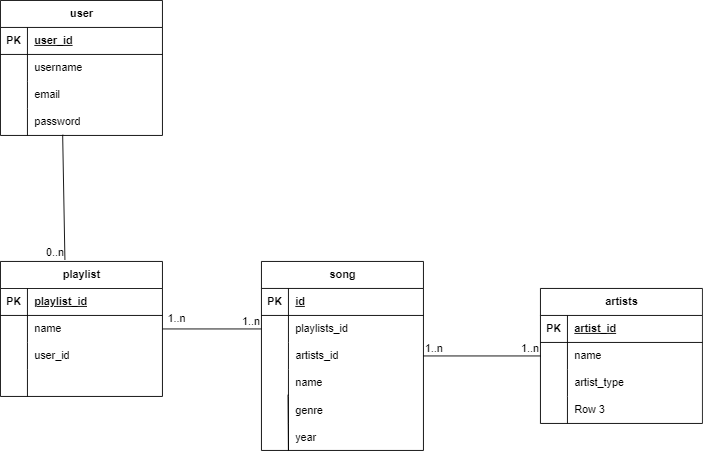 user
PK user_id
username
email
password
0..n
playlist
PK playlist_id
name
user_id
1..n
1..n
song
PK id
playlists_id
artists_id
name
genre
year
1..n
1..n
artists
PK artist_id
name
artist_type
Row 3